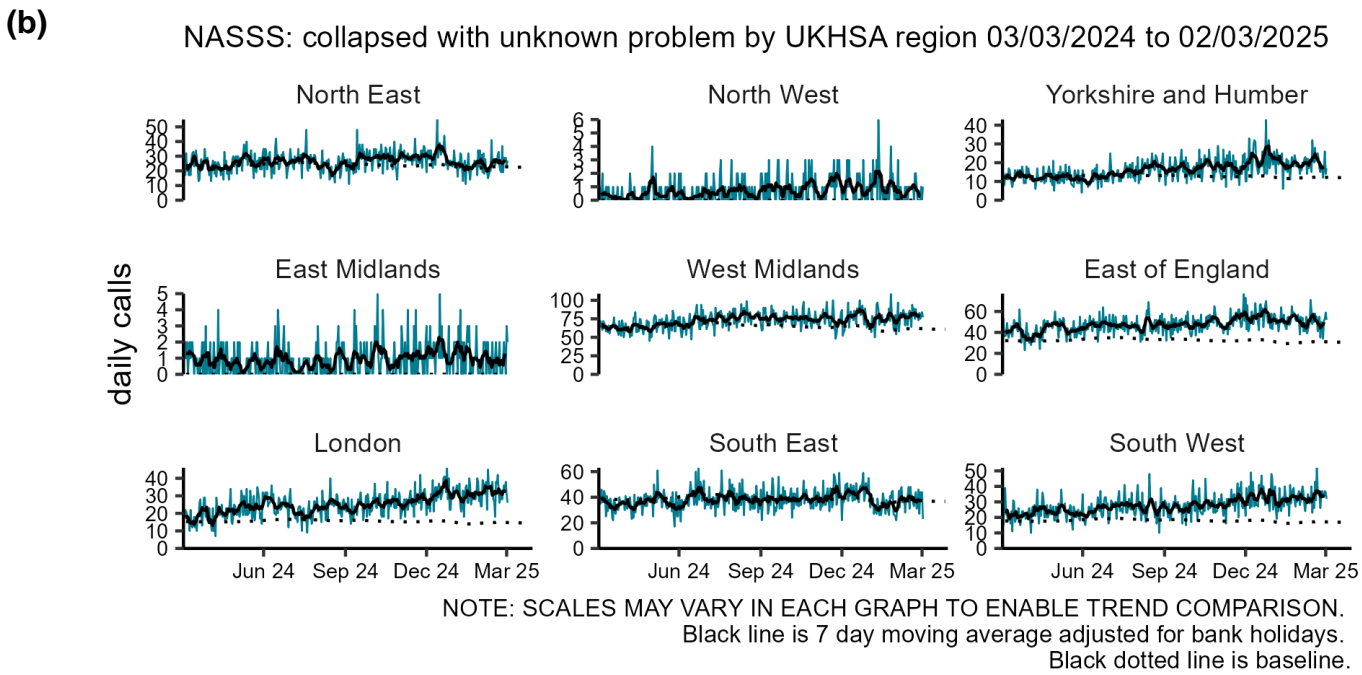 (b)
NASSS: collapsed with unknown problem by UKHSA region 03/03/2024 to 02/03/2025
North East
50
40
30
20
10
0
North West
6
5
4
3
2
1
0
Yorkshire and Humber
40
30
20
10
0
daily calls
East Midlands
5
4
3
2
1
0
West Midlands
100
75
50
25
0
East of England
60
40
20
0
London
40
30
20
10
0
South East
60
40
20
0
South West
50
40
30
20
10
0
Jun 24 Sep 24 Dec 24 Mar 25
Jun 24 Sep 24 Dec 24 Mar 25
Jun 24 Sep 24 Dec 24 Mar 25
NOTE: SCALES MAY VARY IN EACH GRAPH TO ENABLE TREND COMPARISON.
Black line is 7 day moving average adjusted for bank holidays.
Black dotted line is baseline.